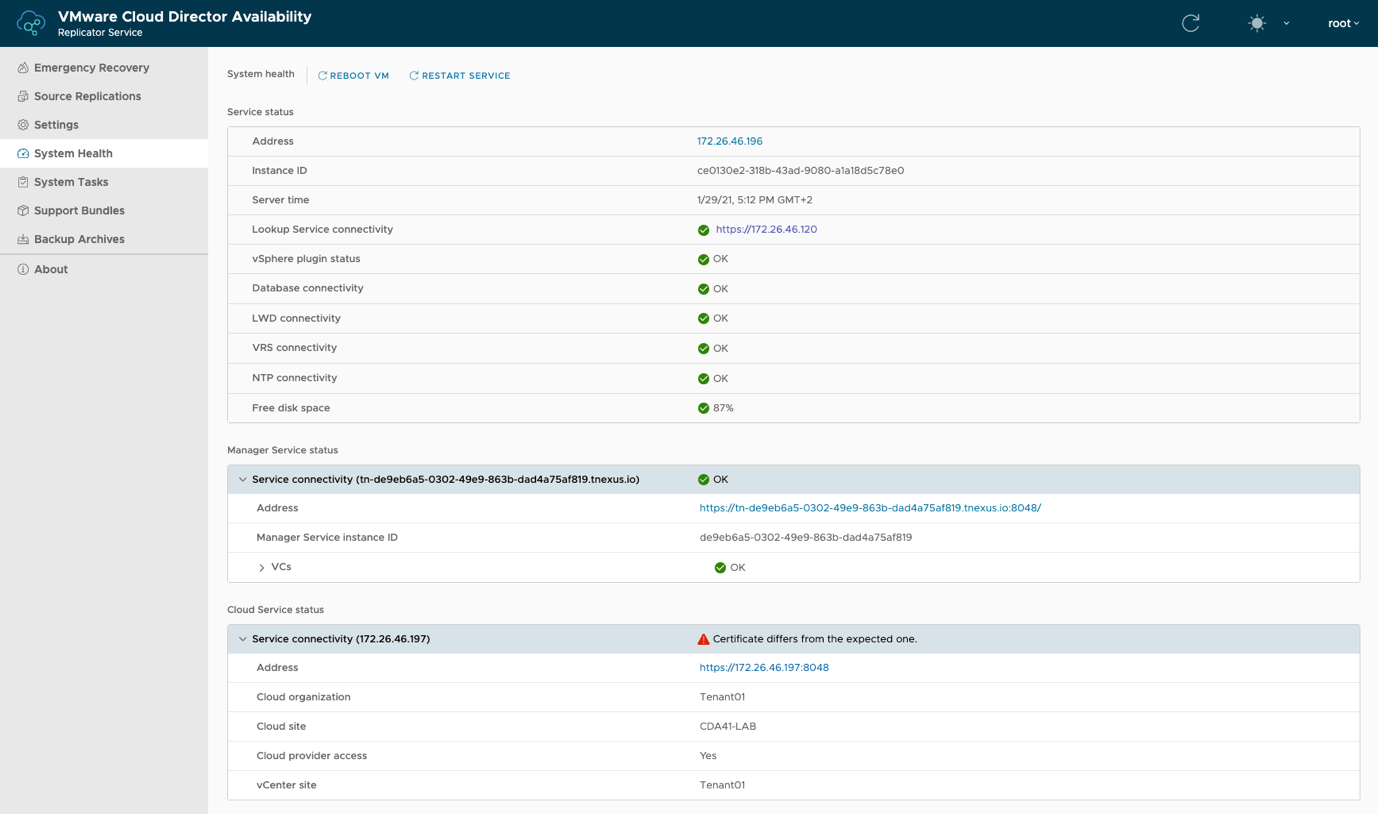 VMware Cloud Director Availability
Replicator Service
root
Emergency Recovery
Source Replications
Settings
System Health
System Tasks
Support Bundles
Backup Archives
About
System health REBOOT VM RESTART SERVICE
Service status
Address 172.26.46.196
Instance ID ce0130e2-318b-43ad-9080-a1a18d5c78e0
Server time 1/29/21, 5:12 PM GMT+2
Lookup Service connectivity https://172.26.46.120
vSphere plugin status OK
Database connectivity OK
LWD connectivity OK
VRS connectivity OK
NTP connectivity OK
Free disk space 87%
Manager Service status
Service connectivity (tn-de9eb6a5-0302-49e9-863b-dad4a75af819.tnexus.io) OK
Address https://tn-de9eb6a5-0302-49e9-863b-dad4a75af819.tnexus.io:8048/
Manager Service instance ID de9eb6a5-0302-49e9-863b-dad4a75af819
VCs OK
Cloud Service status
Service connectivity (172.26.46.197) Certificate differs from the expected one.
Address https://172.26.46.197:8048
Cloud organization Tenant01
Cloud site CDA41-LAB
Cloud provider access Yes
vCenter site Tenant01